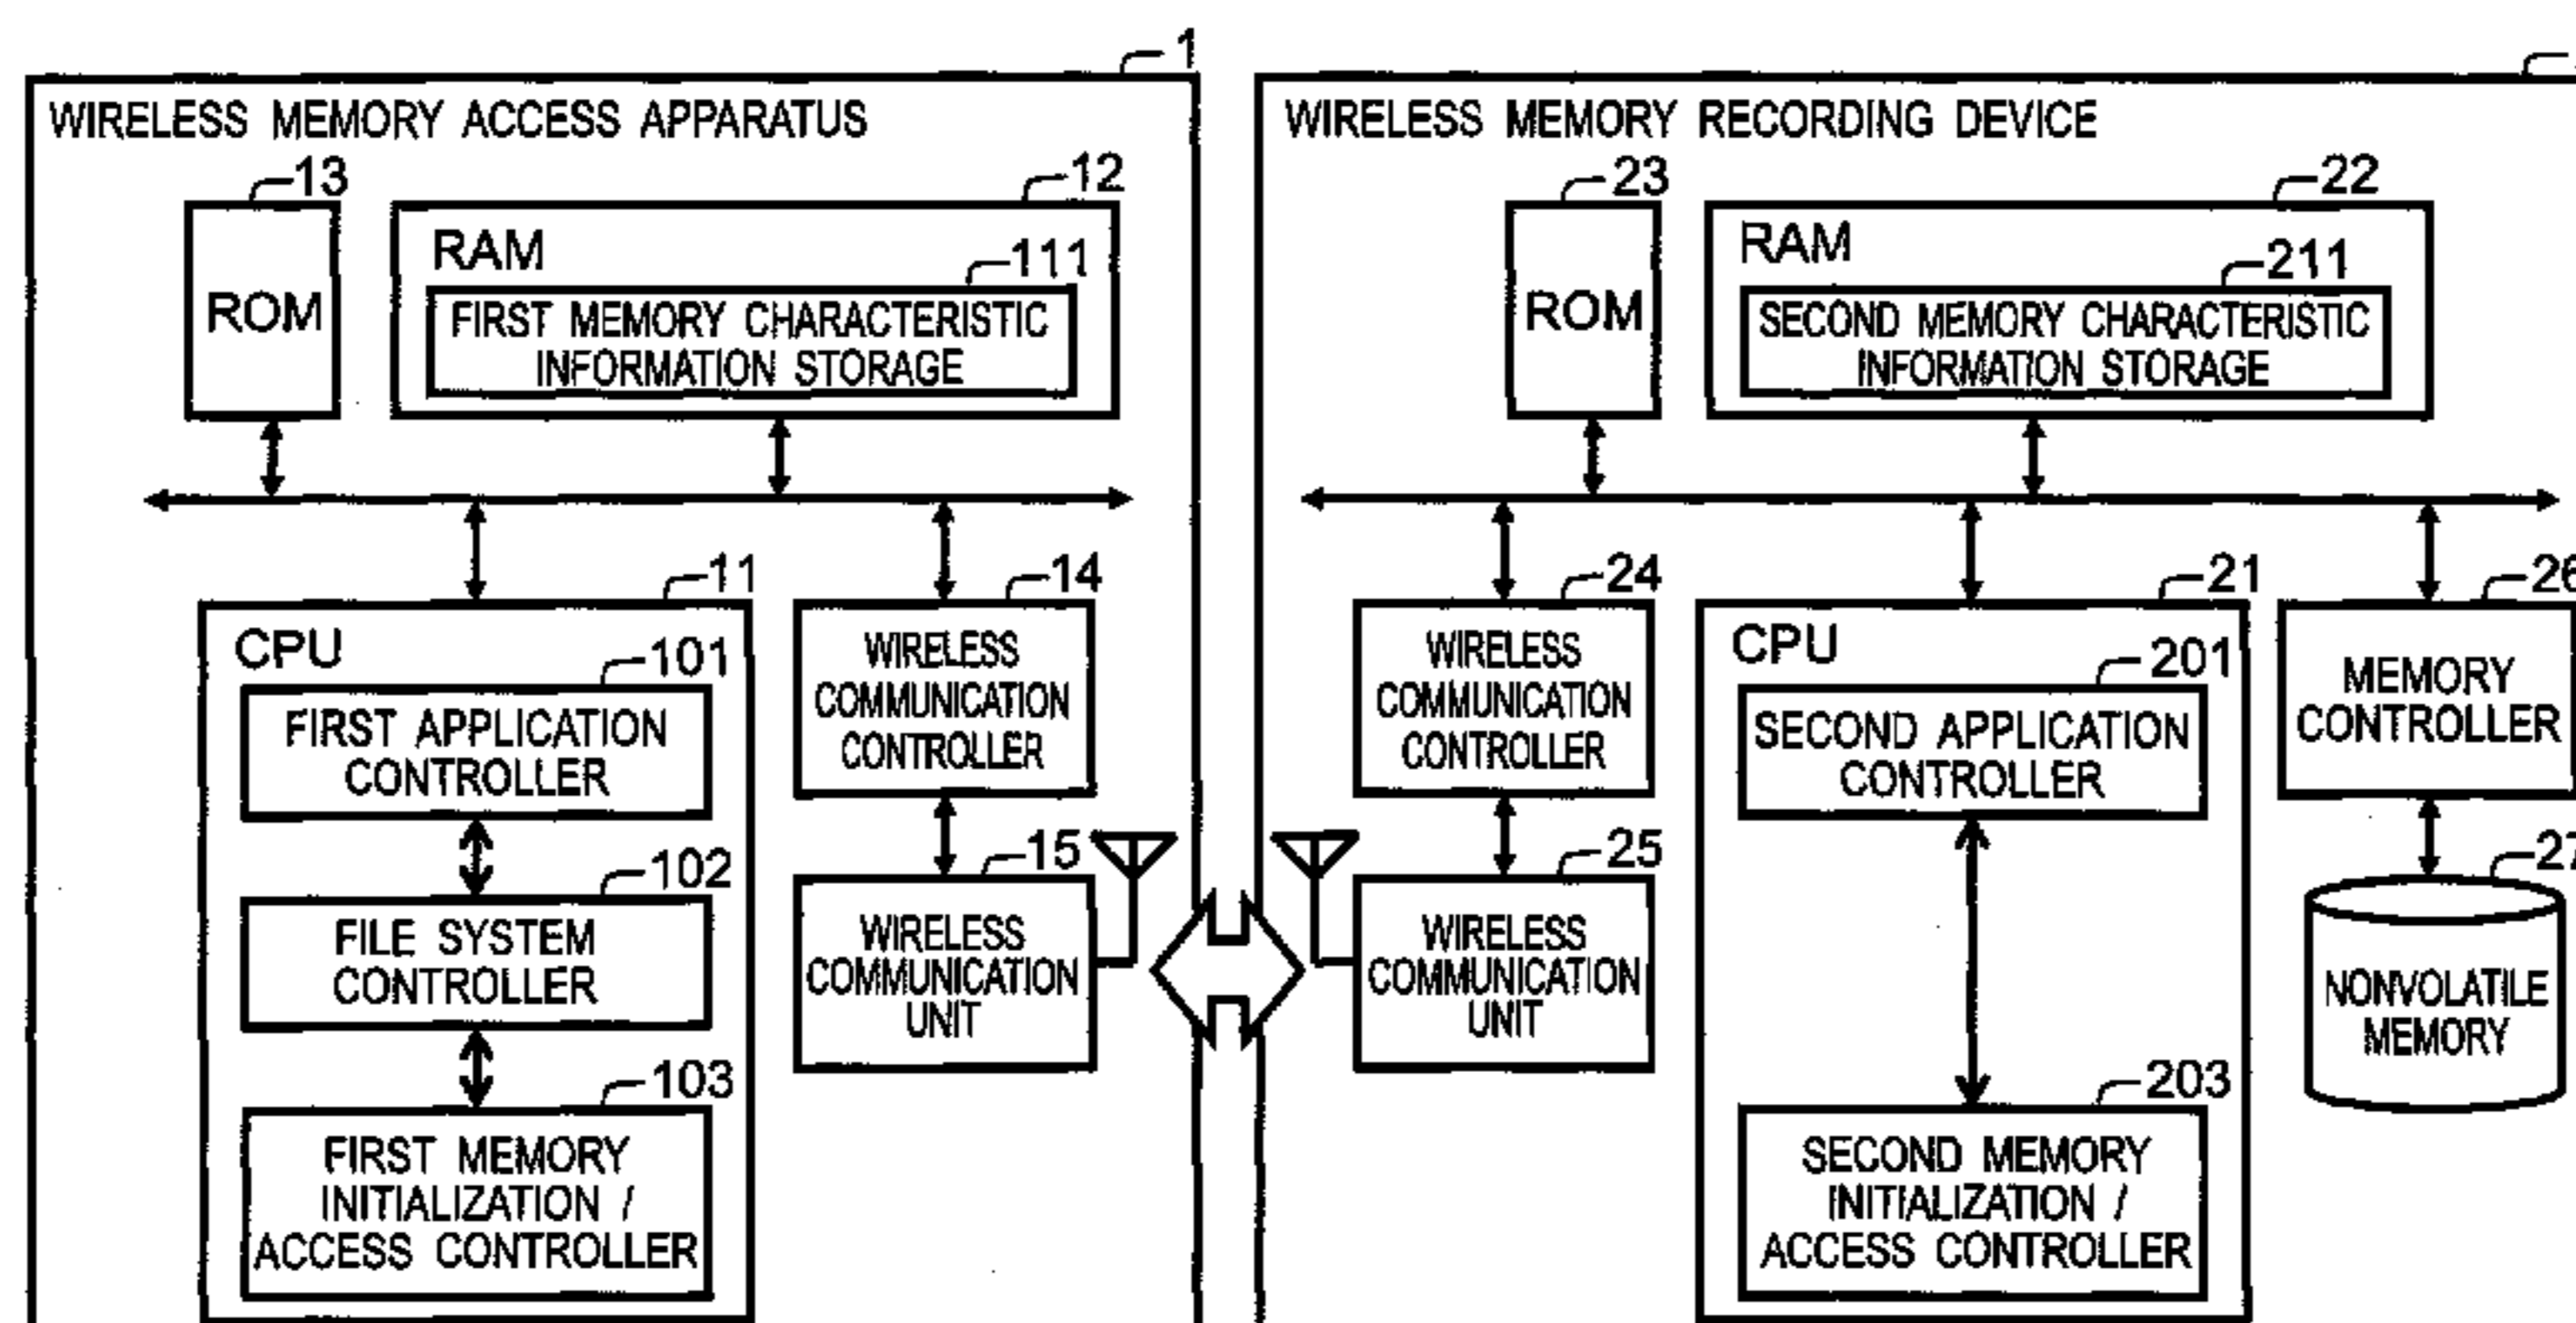 1
WIRELESS MEMORY ACCESS APPARATUS
13
ROM
12
RAM
111
FIRST MEMORY CHARACTERISTIC
INFORMATION STORAGE
11
CPU
101
FIRST APPLICATION
CONTROLLER
102
FILE SYSTEM
CONTROLLER
103
FIRST MEMORY
INITIALIZATION /
ACCESS CONTROLLER
14
WIRELESS
COMMUNICATION
CONTROLLER
15
WIRELESS
COMMUNICATION
UNIT
WIRELESS MEMORY RECORDING DEVICE
23
ROM
22
RAM
211
SECOND MEMORY CHARACTERISTIC
INFORMATION STORAGE
24
WIRELESS
COMMUNICATION
CONTROLLER
25
WIRELESS
COMMUNICATION
UNIT
21
CPU
201
SECOND APPLICATION
CONTROLLER
203
SECOND MEMORY
INITIALIZATION /
ACCESS CONTROLLER
26
MEMORY
CONTROLLER
27
NONVOLATILE
MEMORY